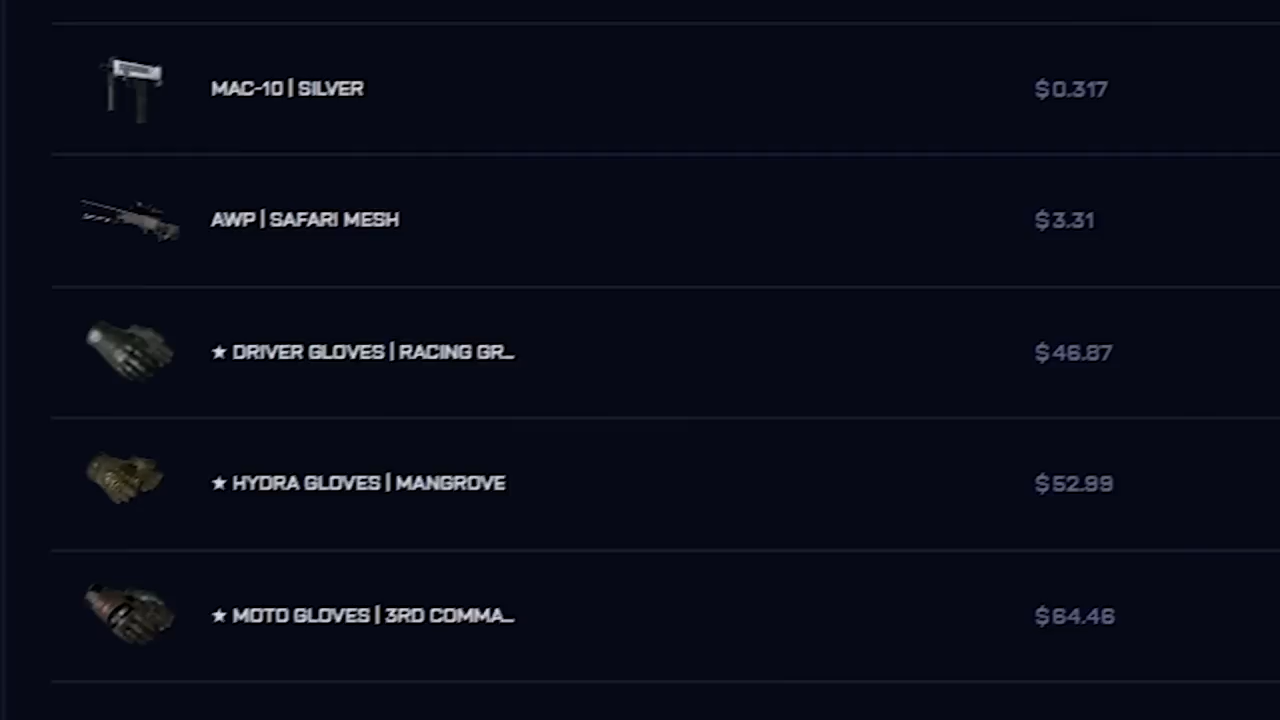 MAC-10 | SILVER $0.317
AWP | SAFARI MESH $3.31
★ DRIVER GLOVES | RACING GR... $46.87
★ HYDRA GLOVES | MANGROVE $52.99
★ MOTO GLOVES | 3RD COMMA... $64.46